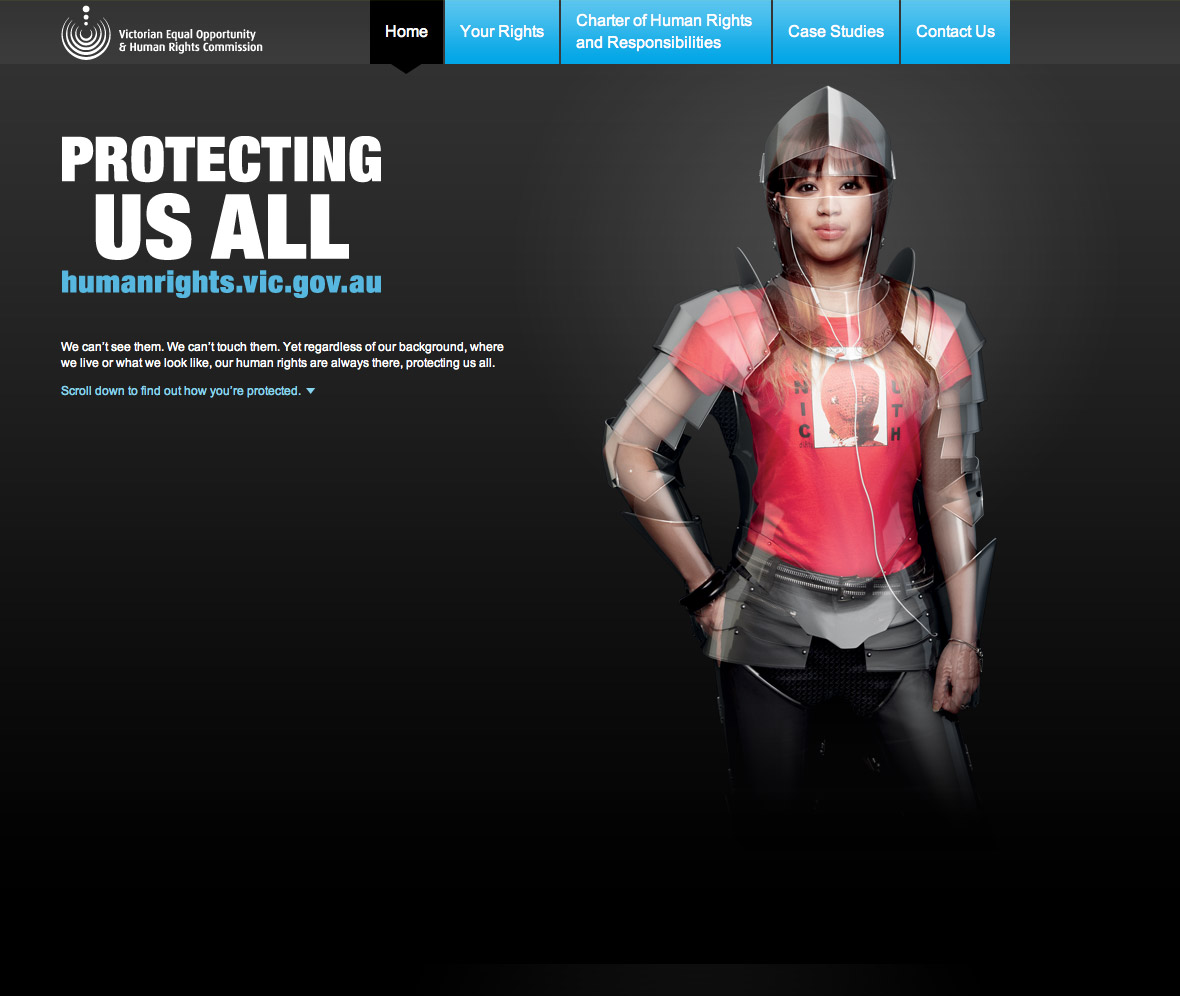 Victorian Equal Opportunity
& Human Rights Commission
Home
Your Rights
Charter of Human Rights
and Responsibilities
Case Studies
Contact Us
PROTECTING
US ALL
humanrights.vic.gov.au
We can’t see them. We can’t touch them. Yet regardless of our background, where
we live or what we look like, our human rights are always there, protecting us all.
Scroll down to find out how you’re protected.
NIC
UTH